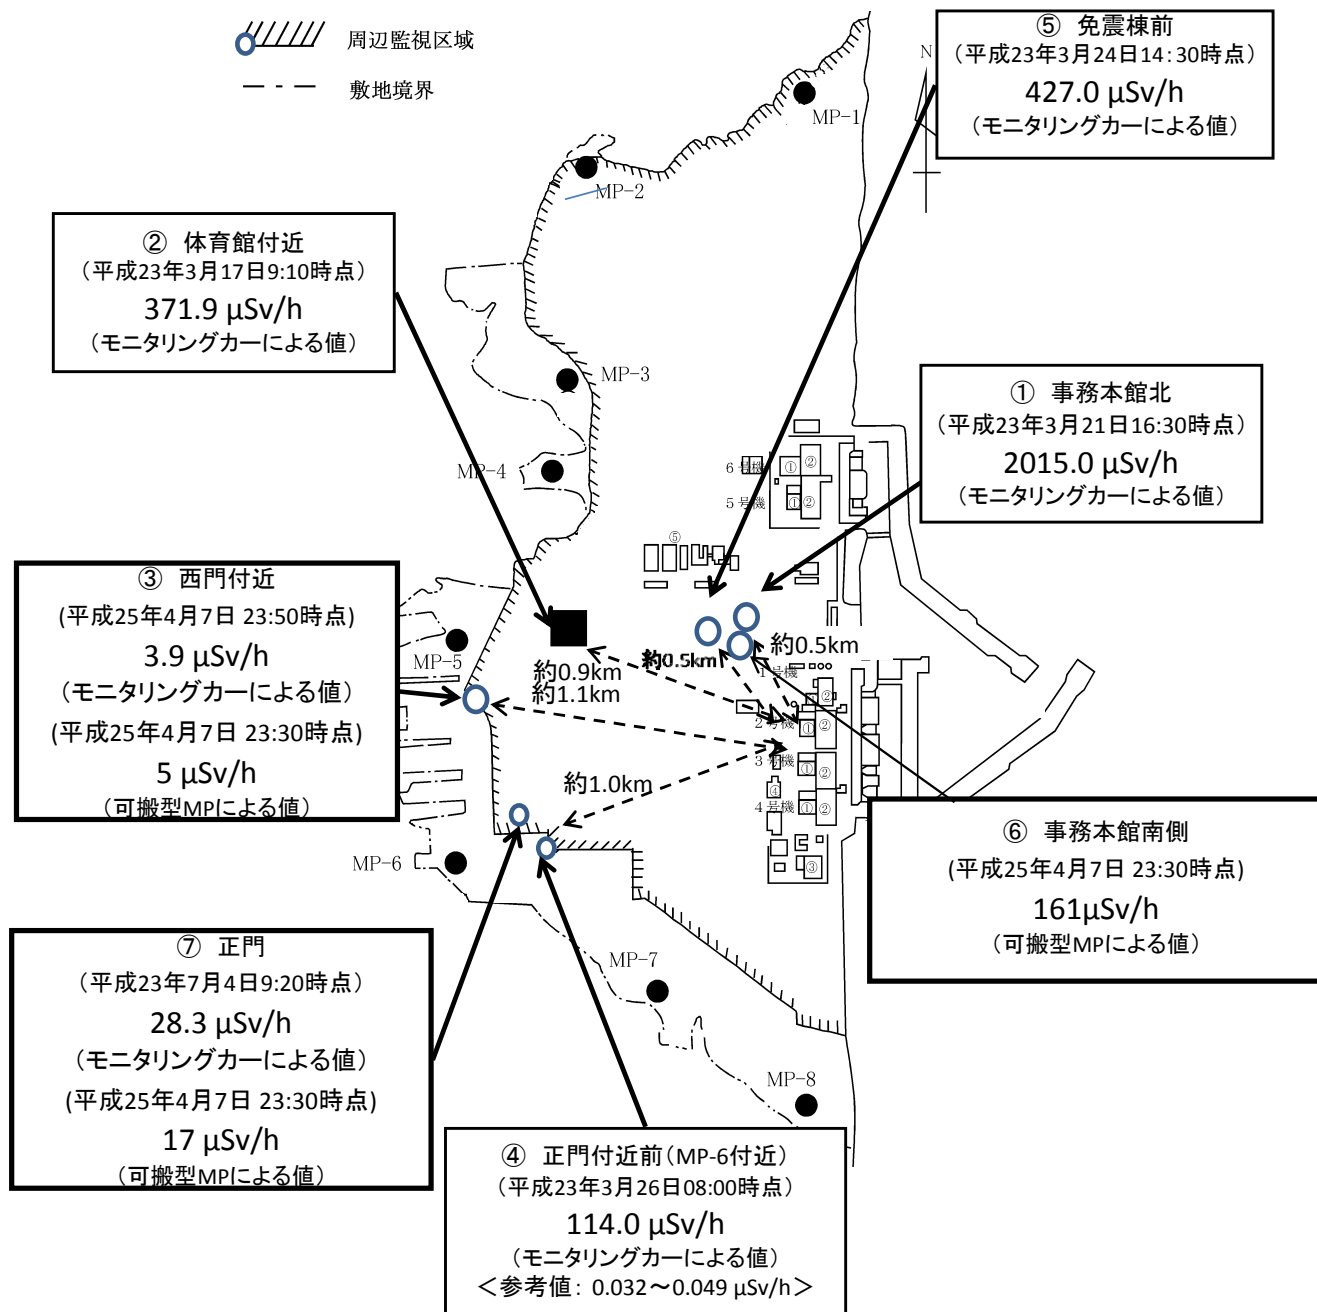 周辺監視区域
敷地境界
⑤ 免震棟前
(平成23年3月24日14:30時点)
427.0 μSv/h
(モニタリングカーによる値)
N
MP-1
MP-2
② 体育館付近
(平成23年3月17日9:10時点)
371.9 μSv/h
(モニタリングカーによる値)
MP-3
MP-4
① 事務本館北
(平成23年3月21日16:30時点)
2015.0 μSv/h
(モニタリングカーによる値)
6号機
① ②
5号機
① ②
⑤
③ 西門付近
(平成25年4月7日 23:50時点)
3.9 μSv/h
(モニタリングカーによる値)
(平成25年4月7日 23:30時点)
5 μSv/h
(可搬型MPによる値)
MP-5
約0.9km
約1.1km
約0.5km
約0.5km
1号機
②
2号機
① ②
3号機
① ②
④
4号機
① ②
③
約1.0km
MP-6
⑥ 事務本館南側
(平成25年4月7日 23:30時点)
161μSv/h
(可搬型MPによる値)
⑦ 正門
(平成23年7月4日9:20時点)
28.3 μSv/h
(モニタリングカーによる値)
(平成25年4月7日 23:30時点)
17 μSv/h
(可搬型MPによる値)
MP-7
MP-8
④ 正門付近前(MP-6付近)
(平成23年3月26日08:00時点)
114.0 μSv/h
(モニタリングカーによる値)
<参考値: 0.032～0.049 μSv/h>